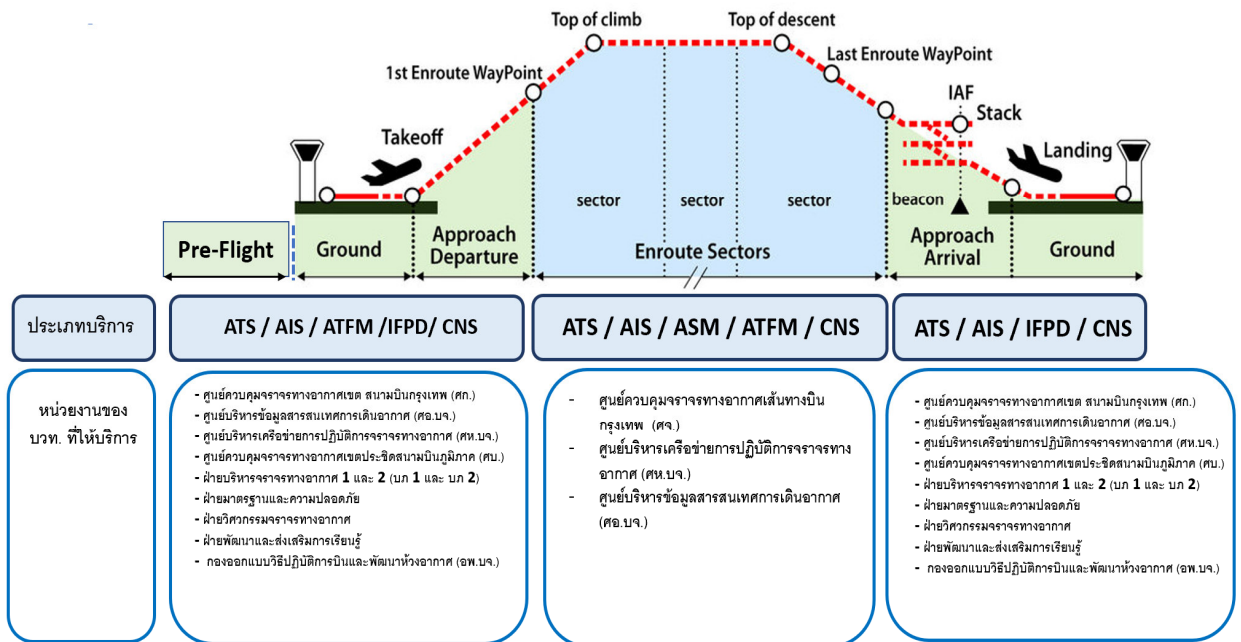 Top of climb
Top of descent
1st Enroute WayPoint
Last Enroute WayPoint
IAF
Stack
Takeoff
Landing
sector
sector
sector
beacon
Pre-Flight
Ground
Approach
Departure
Enroute Sectors
Approach
Arrival
Ground
ประเภทบริการ
ATS / AIS / ATFM /IFPD/ CNS
ATS / AIS / ASM / ATFM / CNS
ATS / AIS / IFPD / CNS
หน่วยงานของ
บวท. ที่ให้บริการ
- ศูนย์ควบคุมจราจรทางอากาศเขต สนามบินกรุงเทพ (ศก.)
- ศูนย์บริหารข้อมูลสารสนเทศการเดินอากาศ (ศอ.บจ.)
- ศูนย์บริหารเครือข่ายการปฏิบัติการจราจรทางอากาศ (ศห.บจ.)
- ศูนย์ควบคุมจราจรทางอากาศเขตประชิดสนามบินภูมิภาค (ศบ.)
- ฝ่ายบริหารจราจรทางอากาศ 1 และ 2 (บภ 1 และ บภ 2)
- ฝ่ายมาตรฐานและความปลอดภัย
- ฝ่ายวิศวกรรมจราจรทางอากาศ
- ฝ่ายพัฒนาและส่งเสริมการเรียนรู้
- กองออกแบบวิธีปฏิบัติการบินและพัฒนาห้วงอากาศ (อพ.บจ.)
- ศูนย์ควบคุมจราจรทางอากาศเส้นทางบิน
กรุงเทพ (ศจ.)
- ศูนย์บริหารเครือข่ายการปฏิบัติการจราจรทาง
อากาศ (ศห.บจ.)
- ศูนย์บริหารข้อมูลสารสนเทศการเดินอากาศ
(ศอ.บจ.)
- ศูนย์ควบคุมจราจรทางอากาศเขต สนามบินกรุงเทพ (ศก.)
- ศูนย์บริหารข้อมูลสารสนเทศการเดินอากาศ (ศอ.บจ.)
- ศูนย์บริหารเครือข่ายการปฏิบัติการจราจรทางอากาศ (ศห.บจ.)
- ศูนย์ควบคุมจราจรทางอากาศเขตประชิดสนามบินภูมิภาค (ศบ.)
- ฝ่ายบริหารจราจรทางอากาศ 1 และ 2 (บภ 1 และ บภ 2)
- ฝ่ายมาตรฐานและความปลอดภัย
- ฝ่ายวิศวกรรมจราจรทางอากาศ
- ฝ่ายพัฒนาและส่งเสริมการเรียนรู้
- กองออกแบบวิธีปฏิบัติการบินและพัฒนาห้วงอากาศ (อพ.บจ.)